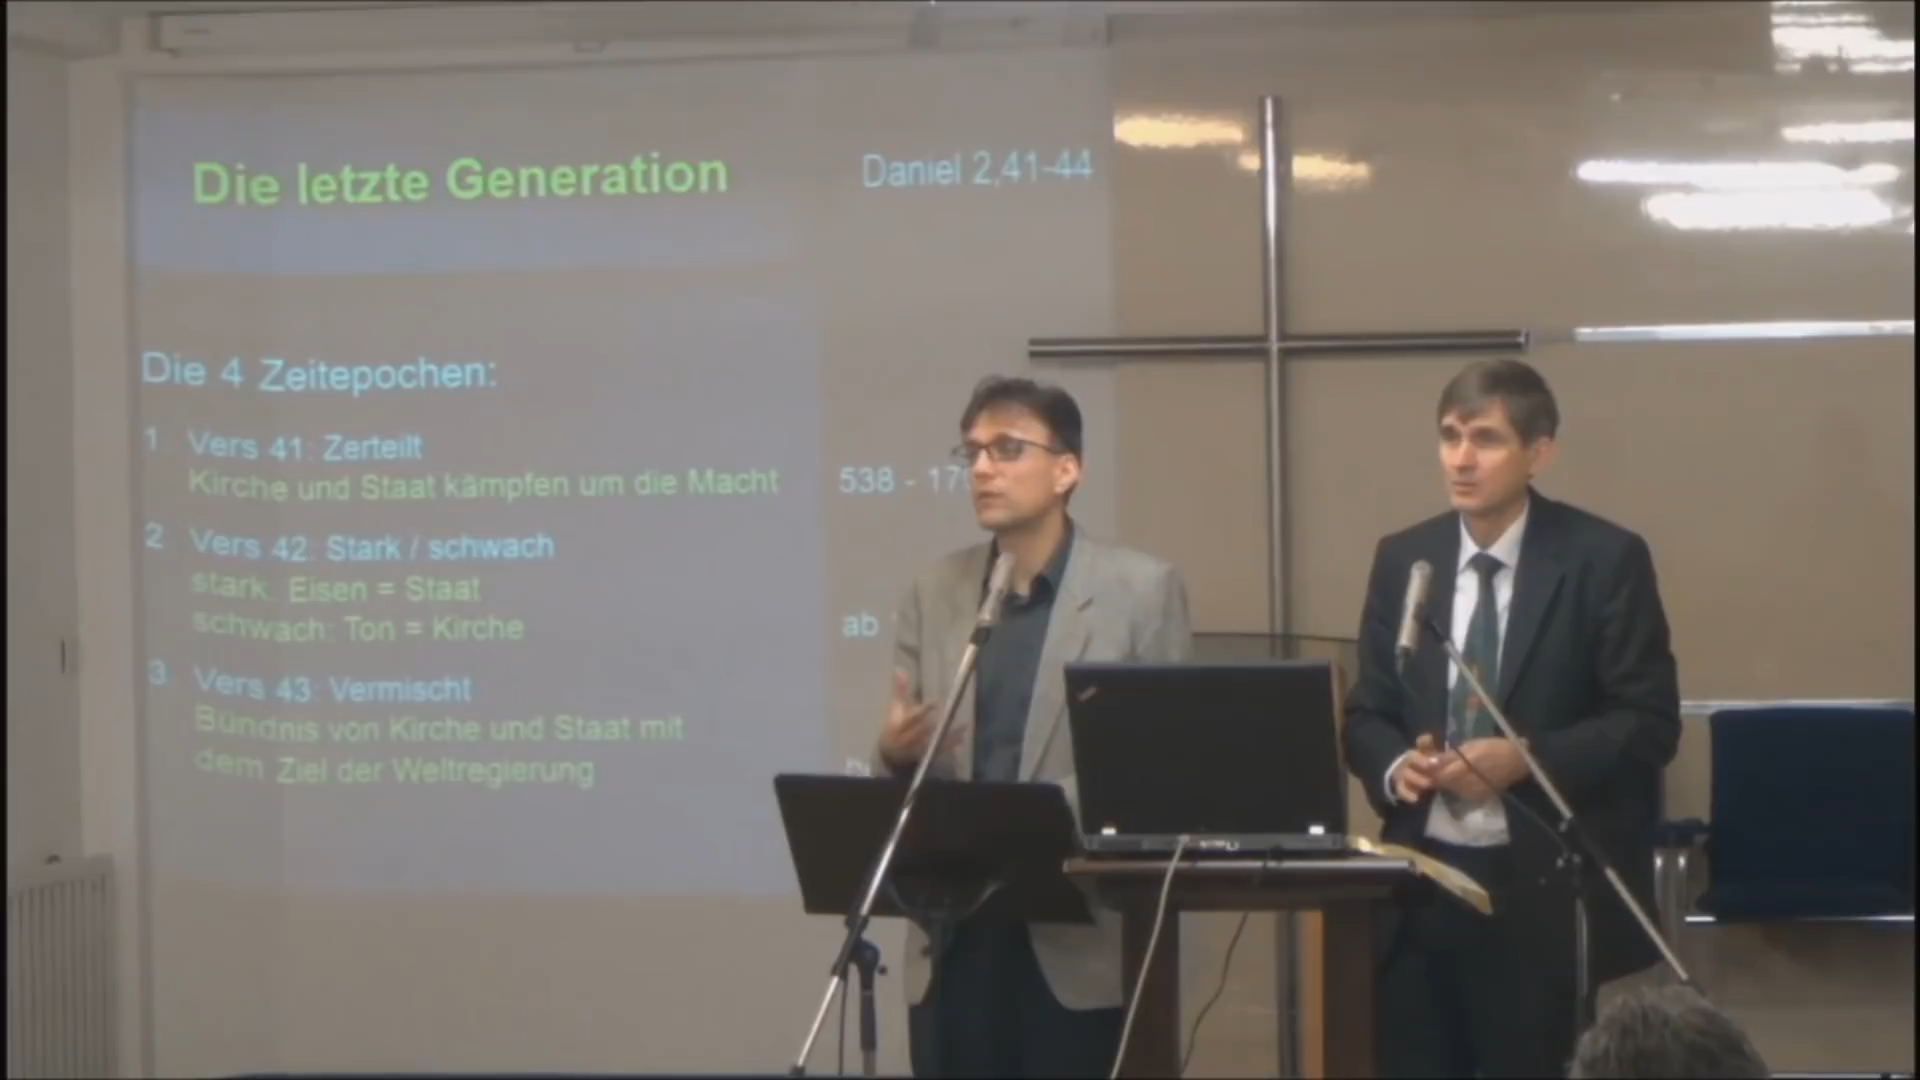 Die letzte Generation
Daniel 2,41-44
Die 4 Zeitepochen:
1. Vers 41: Zerteilt
Kirche und Staat kämpfen um die Macht
538 - 17
2. Vers 42: Stark / schwach
stark: Eisen = Staat
schwach: Ton = Kirche
ab
3. Vers 43: Vermischt
Bündnis von Kirche und Staat mit
dem Ziel der Weltregierung